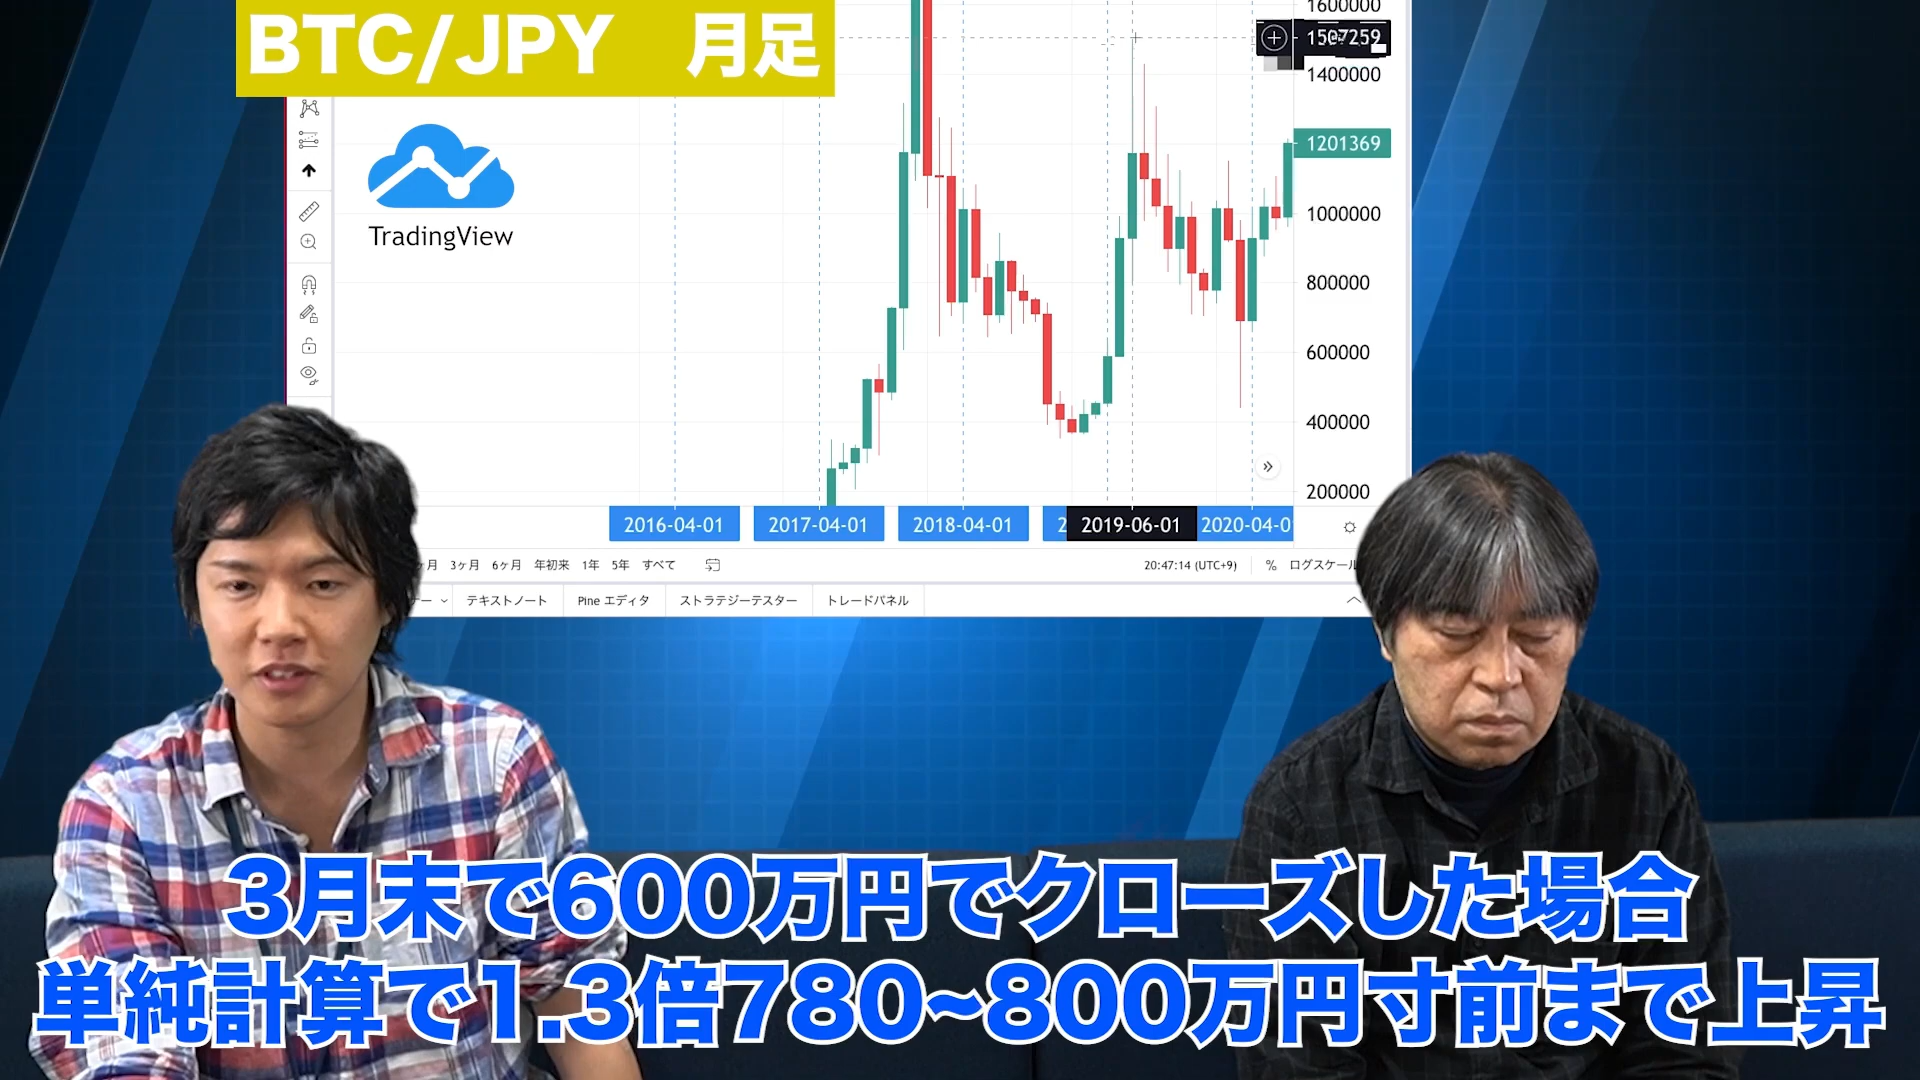 BTC/JPY 月足
1600000
1507259
1400000
TradingView
1201369
1000000
800000
600000
400000
200000
2016-04-01
2017-04-01
2018-04-01
2019-06-01
2020-04-0
月 3ヶ月 6ヶ月 年初来 1年 5年 すべて
20:47:14 (UTC+9)
%
ログスケール
ー
テキストノート
Pine エディタ
ストラテジーテスター
トレードパネル
3月末で600万円でクローズした場合
単純計算で1.3倍780~800万円寸前まで上昇